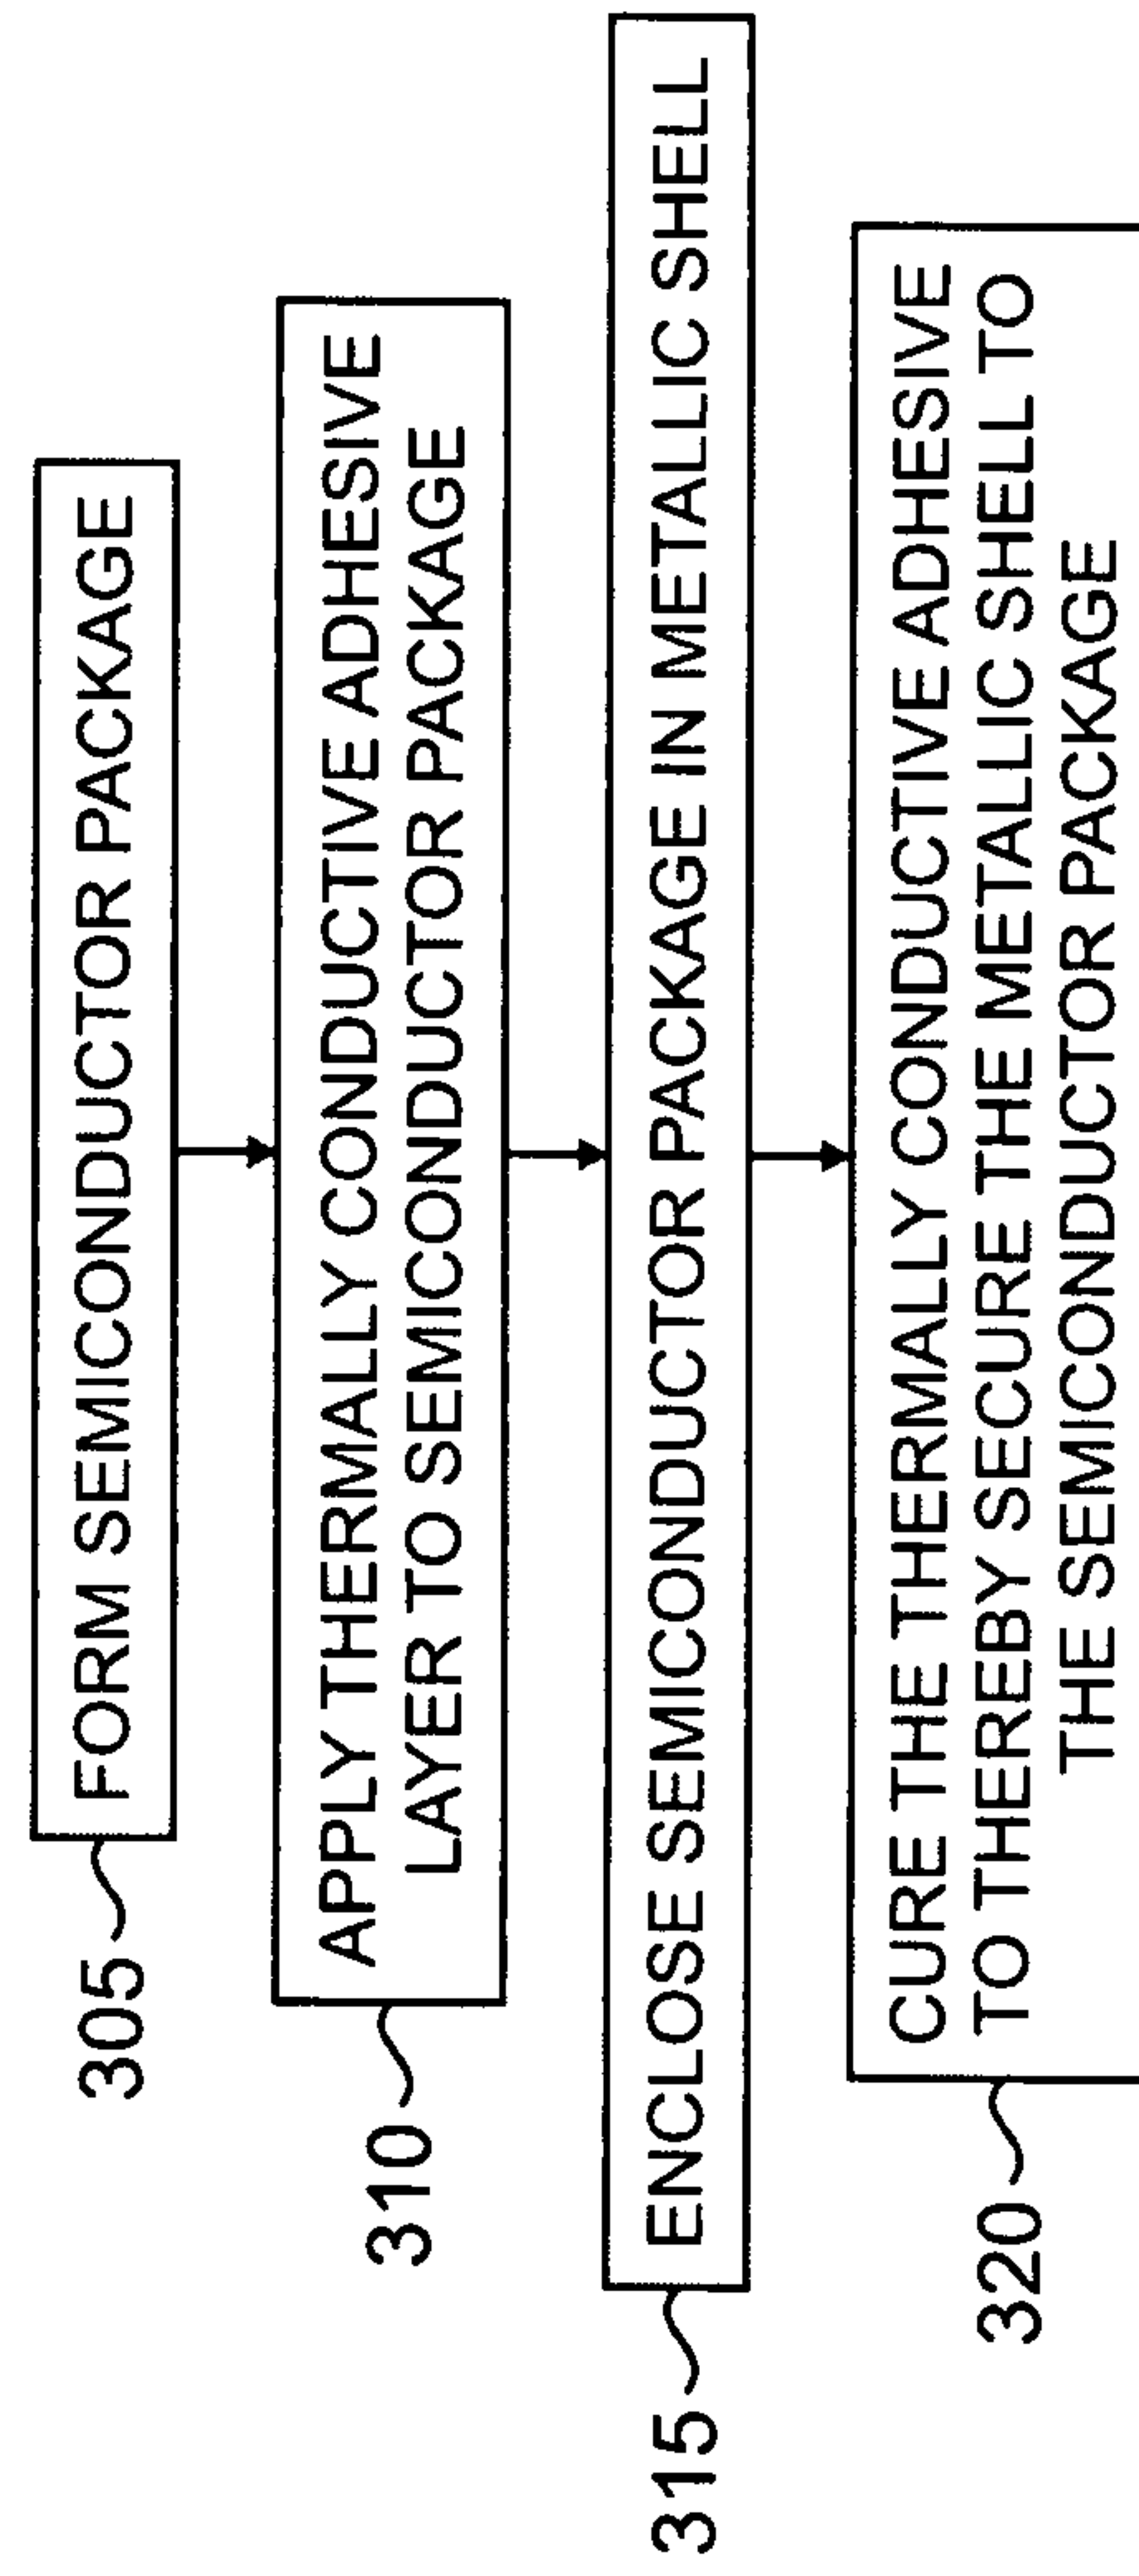 305
FORM SEMICONDUCTOR PACKAGE
310
APPLY THERMALLY CONDUCTIVE ADHESIVE
LAYER TO SEMICONDUCTOR PACKAGE
315
ENCLOSE SEMICONDUCTOR PACKAGE IN METALLIC SHELL
320
CURE THE THERMALLY CONDUCTIVE ADHESIVE
TO THEREBY SECURE THE METALLIC SHELL TO
THE SEMICONDUCTOR PACKAGE